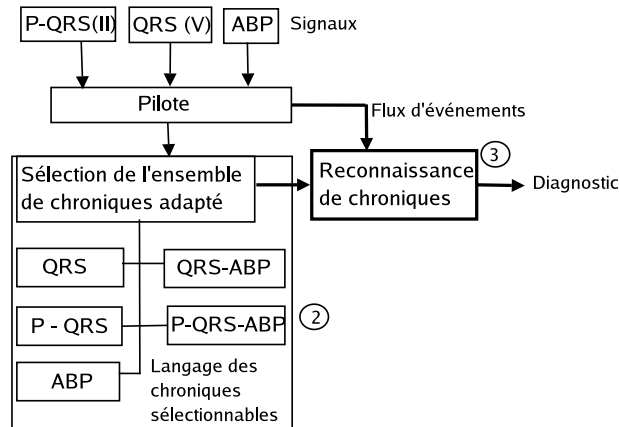 P-QRS(II)
QRS (V)
ABP
Signaux
Pilote
Flux d'événements
Sélection de l'ensemble
de chroniques adapté
Reconnaissance
de chroniques
3
Diagnostic
QRS
QRS-ABP
P - QRS
P-QRS-ABP
2
ABP
Langage des
chroniques
sélectionnables